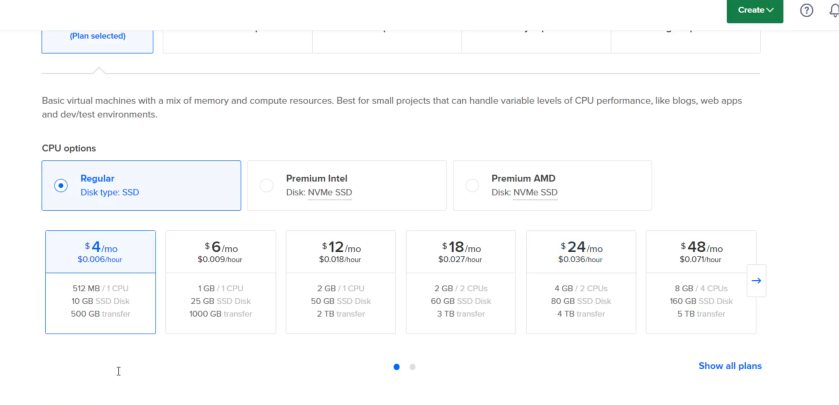 Create
(Plan selected)
Basic virtual machines with a mix of memory and compute resources. Best for small projects that can handle variable levels of CPU performance, like blogs, web apps
and dev/test environments.
CPU options
Regular
Disk type: SSD
Premium Intel
Disk: NVMe SSD
Premium AMD
Disk: NVMe SSD
$4/mo
$0.006/hour
512 MB / 1 CPU
10 GB SSD Disk
500 GB transfer
$6/mo
$0.009/hour
1 GB / 1 CPU
25 GB SSD Disk
1000 GB transfer
$12/mo
$0.018/hour
2 GB / 1 CPU
50 GB SSD Disk
2 TB transfer
$18/mo
$0.027/hour
2 GB / 2 CPUs
60 GB SSD Disk
3 TB transfer
$24/mo
$0.036/hour
4 GB / 2 CPUs
80 GB SSD Disk
4 TB transfer
$48/mo
$0.071/hour
8 GB / 4 CPUs
160 GB SSD Disk
5 TB transfer
Show all plans